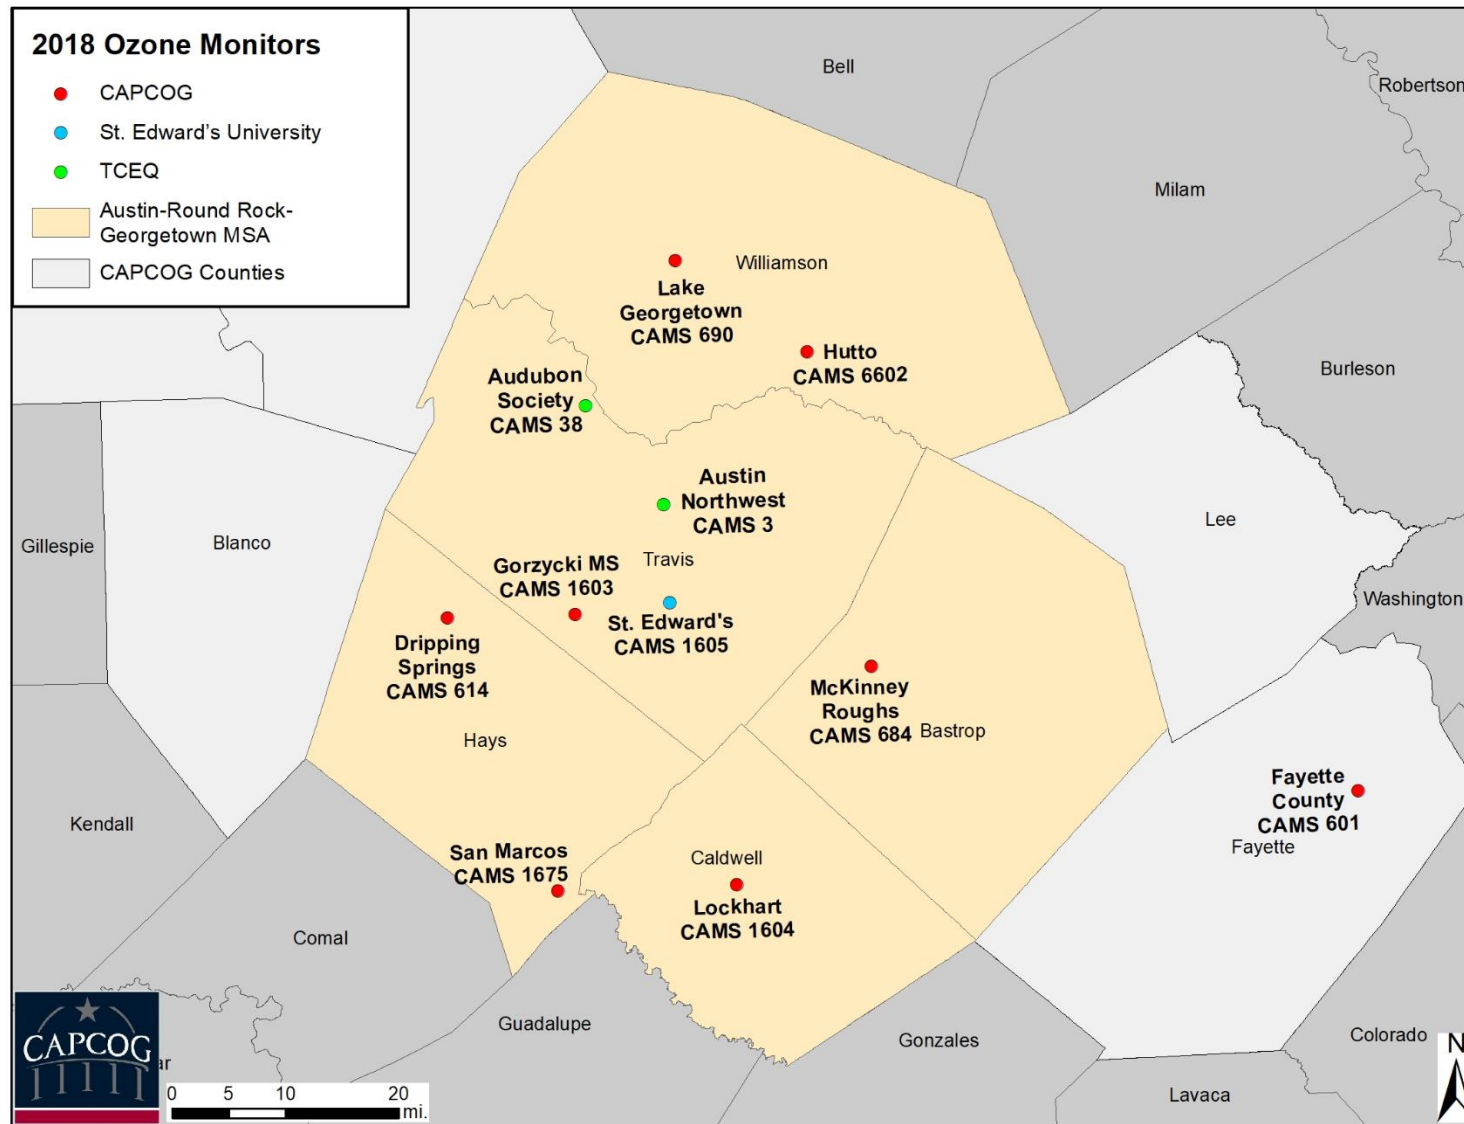 2018 Ozone Monitors
CAPCOG
St. Edward's University
TCEQ
Austin-Round Rock-
Georgetown MSA
CAPCOG Counties
Bell
Robertson
Milam
Williamson
Lake
Georgetown
CAMS 690
Hutto
CAMS 6602
Burleson
Audubon
Society
CAMS 38
Austin
Northwest
CAMS 3
Lee
Gillespie
Blanco
Travis
Gorzycki MS
CAMS 1603
Washington
St. Edward's
CAMS 1605
Dripping
Springs
CAMS 614
McKinney
Roughs
CAMS 684
Bastrop
Hays
Fayette
County
CAMS 601
Fayette
Kendall
San Marcos
CAMS 1675
Caldwell
Lockhart
CAMS 1604
Comal
Guadalupe
Gonzales
Colorado
Lavaca
CAPCOG
ar
0 5 10 20
mi.
N